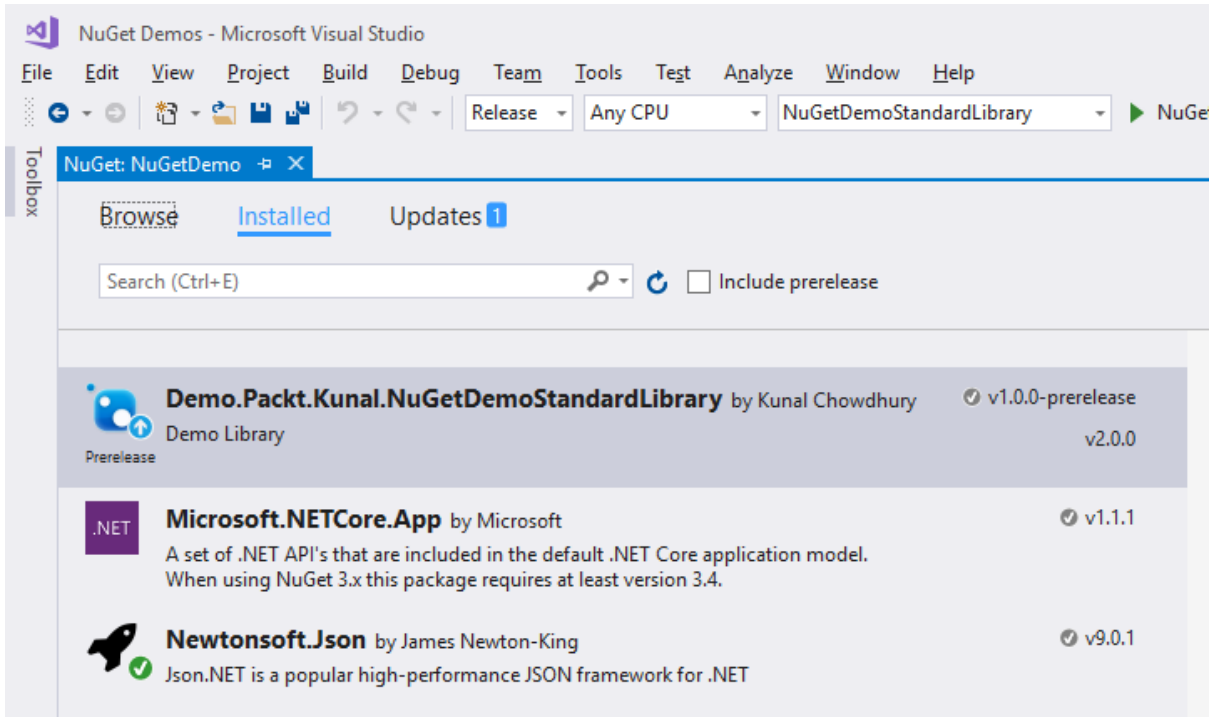 NuGet Demos - Microsoft Visual Studio
File Edit View Project Build Debug Team Tools Test Analyze Window Help
Release Any CPU NuGetDemoStandardLibrary NuGet
Toolbox
NuGet: NuGetDemo
Browse Installed Updates 1
Search (Ctrl+E) Include prerelease
Demo.Packt.Kunal.NuGetDemoStandardLibrary by Kunal Chowdhury v1.0.0-prerelease
Demo Library v2.0.0
Prerelease
.NET Microsoft.NETCore.App by Microsoft v1.1.1
A set of .NET API's that are included in the default .NET Core application model.
When using NuGet 3.x this package requires at least version 3.4.
Newtonsoft.Json by James Newton-King v9.0.1
Json.NET is a popular high-performance JSON framework for .NET